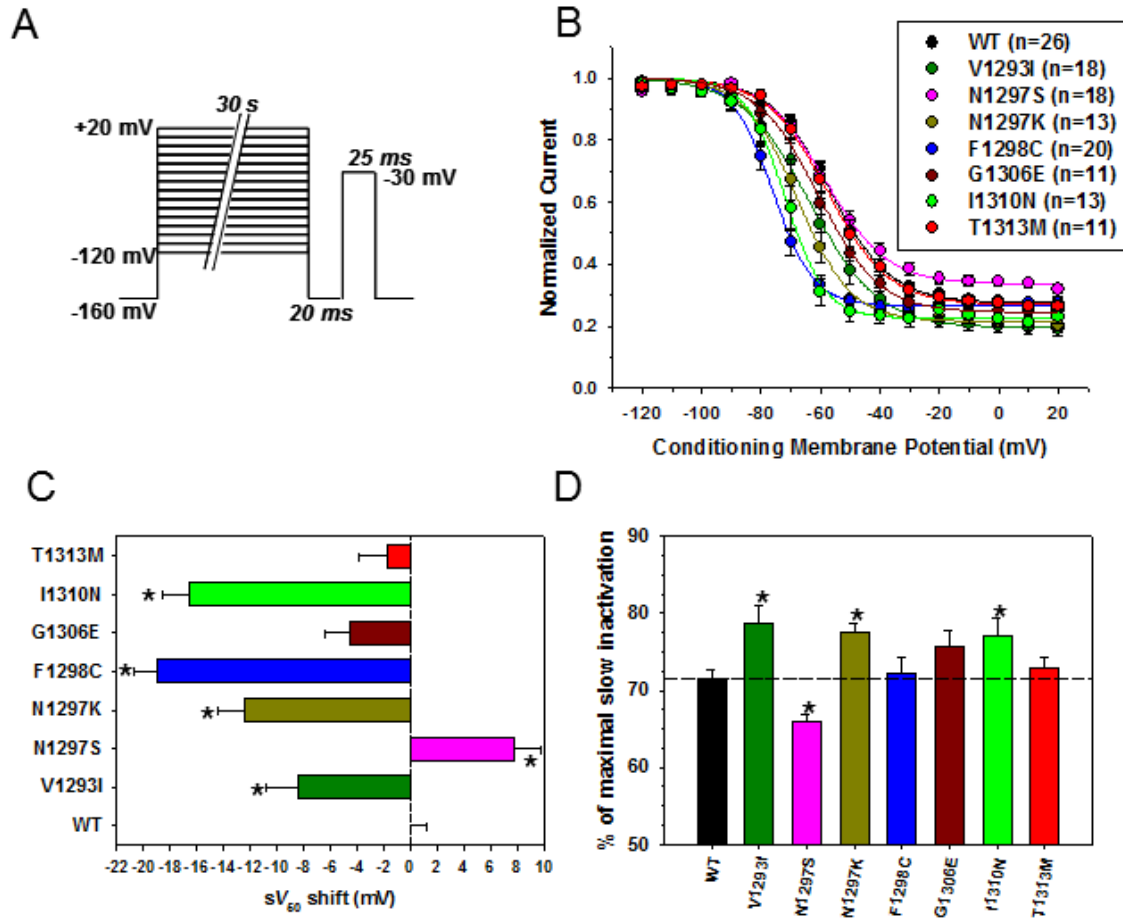 A
30 s
+20 mV
25 ms
-30 mV
-120 mV
-160 mV
20 ms
B
WT (n=26)
V1293I (n=18)
N1297S (n=18)
N1297K (n=13)
F1298C (n=20)
G1306E (n=11)
I1310N (n=13)
T1313M (n=11)
Normalized Current
1.0
0.8
0.6
0.4
0.2
0.0
-120 -100 -80 -60 -40 -20 0 20
Conditioning Membrane Potential (mV)
C
T1313M
I1310N *
G1306E
F1298C *
N1297K *
N1297S *
V1293I *
WT
-22 -20 -18 -16 -14 -12 -10 -8 -6 -4 -2 0 2 4 6 8 10
sV50 shift (mV)
D
% of maximal slow inactivation
90
80
70
60
50
* * * *
WT V1293I N1297S N1297K F1298C G1306E I1310N T1313M